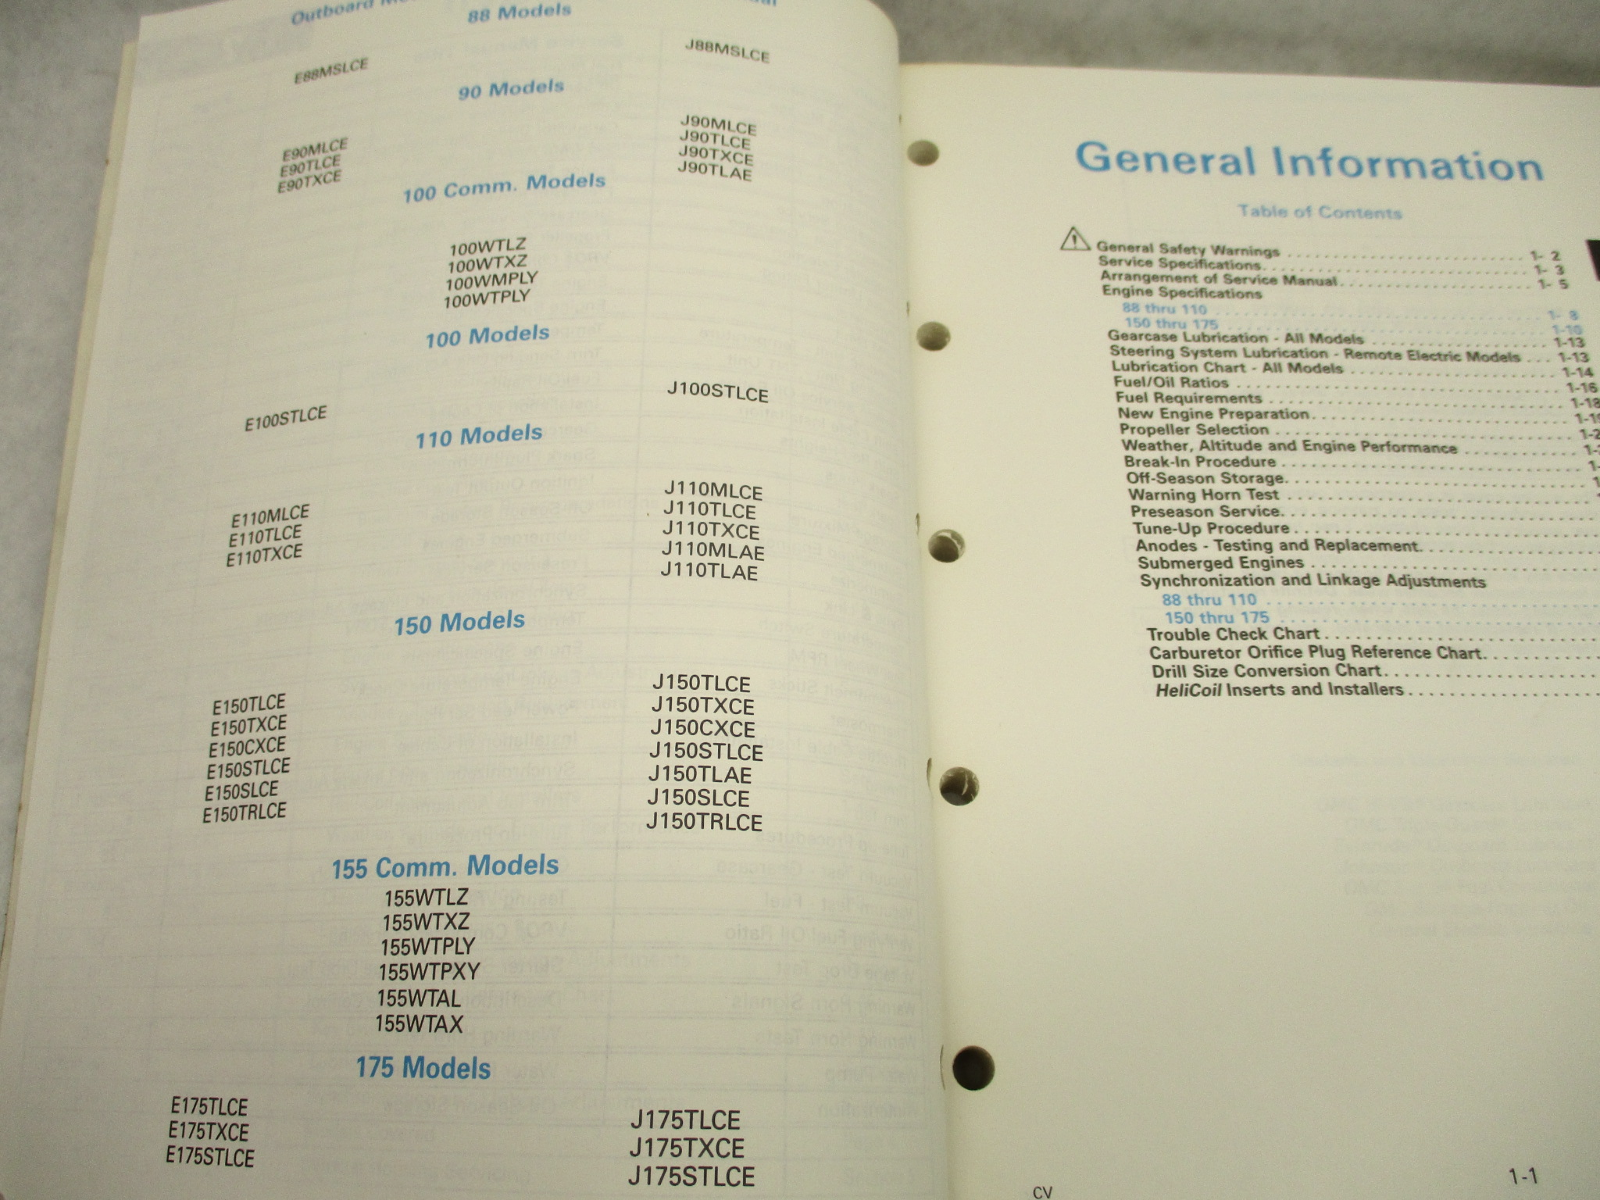 Outboard
88 Models
E88MSLCE
J88MSLCE
90 Models
E90MLCE
E90TLCE
E90TXCE
J90MLCE
J90TLCE
J90TXCE
J90TLAE
100 Comm. Models
100WTLZ
100WTXZ
100WMPLY
100WTPLY
100 Models
E100STLCE
J100STLCE
110 Models
E110MLCE
E110TLCE
E110TXCE
J110MLCE
J110TLCE
J110TXCE
J110MLAE
J110TLAE
150 Models
E150TLCE
E150TXCE
E150CXCE
E150STLCE
E150SLCE
E150TRLCE
J150TLCE
J150TXCE
J150CXCE
J150STLCE
J150TLAE
J150SLCE
J150TRLCE
155 Comm. Models
155WTLZ
155WTXZ
155WTPLY
155WTPXY
155WTAL
155WTAX
175 Models
E175TLCE
E175TXCE
E175STLCE
J175TLCE
J175TXCE
J175STLCE
General Information
Table of Contents
General Safety Warnings . . . . . . . . . . 1- 2
Service Specifications. . . . . . . . . . 1- 3
Arrangement of Service Manual. . . . . . . . . . 1- 5
Engine Specifications
88 thru 110 . . . . . . . . . . 1- 8
150 thru 175 . . . . . . . . . . 1-10
Gearcase Lubrication - All Models . . . . . . . . . . 1-13
Steering System Lubrication - Remote Electric Models . . . 1-13
Lubrication Chart - All Models . . . . . . . . . . 1-14
Fuel/Oil Ratios . . . . . . . . . . 1-16
Fuel Requirements . . . . . . . . . . 1-18
New Engine Preparation. . . . . . . . . .
Propeller Selection . . . . . . . . . .
Weather, Altitude and Engine Performance . . . . . . . . . .
Break-In Procedure . . . . . . . . . .
Off-Season Storage. . . . . . . . . .
Warning Horn Test . . . . . . . . . .
Preseason Service. . . . . . . . . .
Tune-Up Procedure . . . . . . . . . .
Anodes - Testing and Replacement. . . . . . . . . .
Submerged Engines . . . . . . . . . .
Synchronization and Linkage Adjustments
88 thru 110 . . . . . . . . . .
150 thru 175 . . . . . . . . . .
Trouble Check Chart . . . . . . . . . .
Carburetor Orifice Plug Reference Chart. . . . . . . . . .
Drill Size Conversion Chart. . . . . . . . . .
HeliCoil Inserts and Installers . . . . . . . . . .
CV
1-1